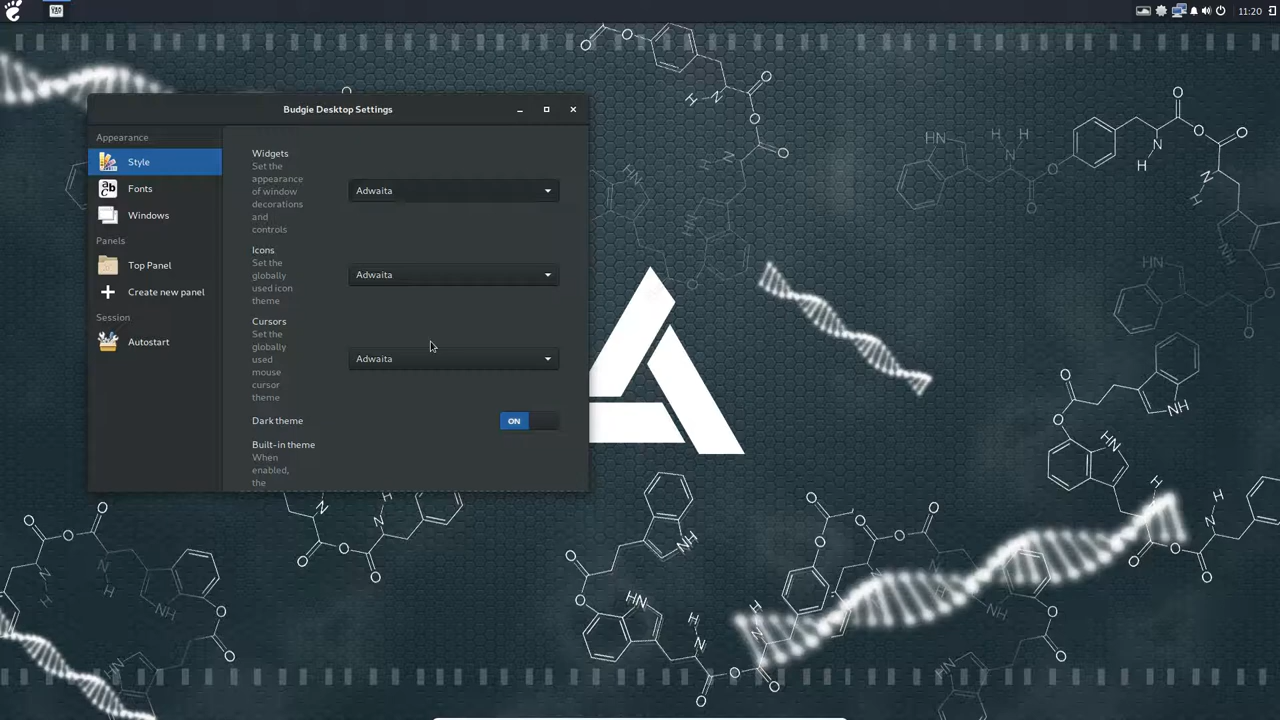 11:20
Budgie Desktop Settings
Appearance
Style
Fonts
Windows
Panels
Top Panel
Create new panel
Session
Autostart
Widgets
Set the
appearance
of window
decorations
and
controls
Adwaita
Icons
Set the
globally
used icon
theme
Adwaita
Cursors
Set the
globally
used
mouse
cursor
theme
Adwaita
Dark theme
ON
Built-in theme
When
enabled,
the